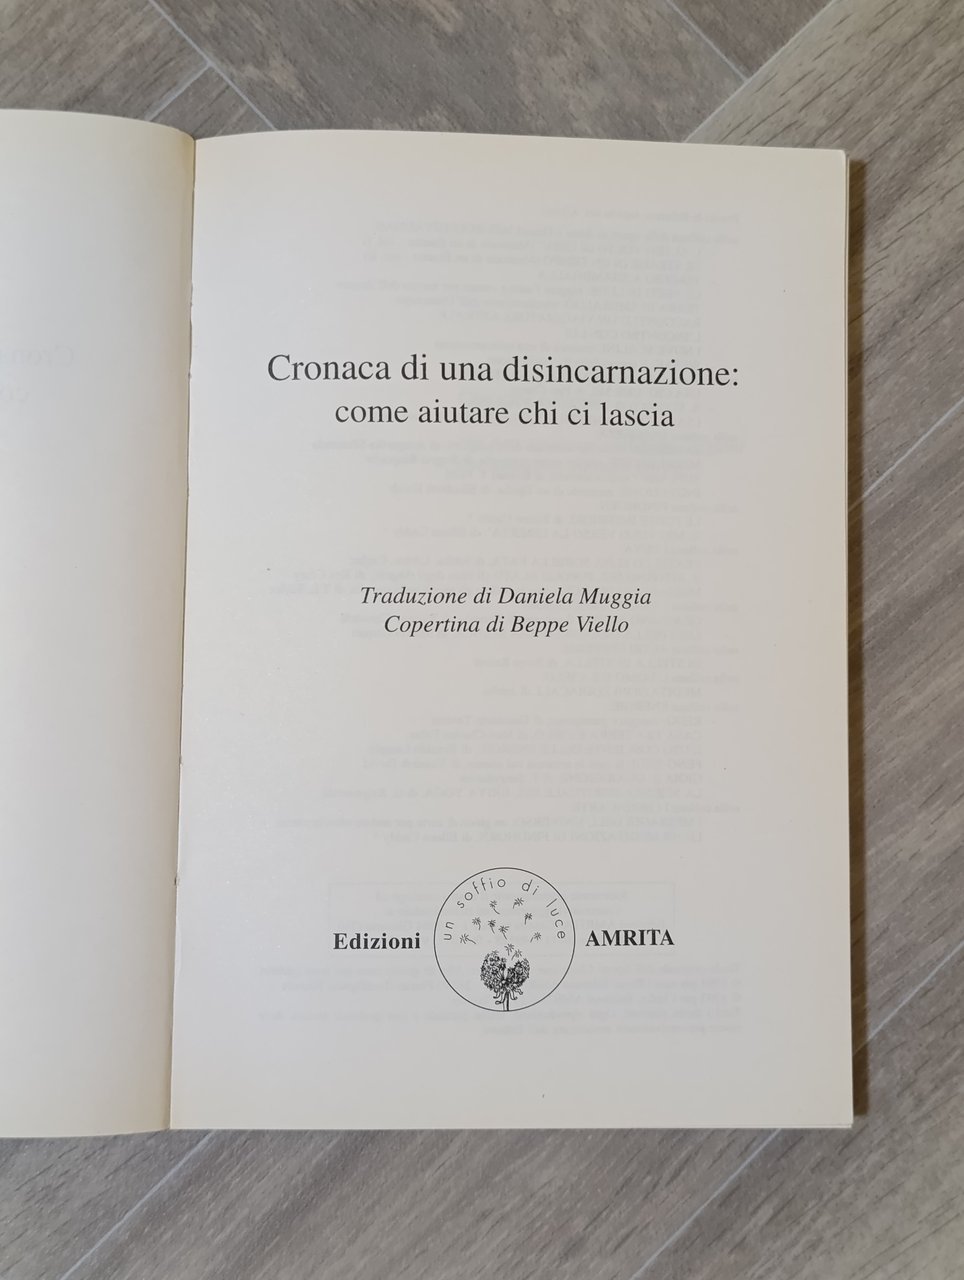 Cronaca di una disincarnazione:
come aiutare chi ci lascia
Traduzione di Daniela Muggia
Copertina di Beppe Viello
un soffio di luce
Edizioni AMRITA